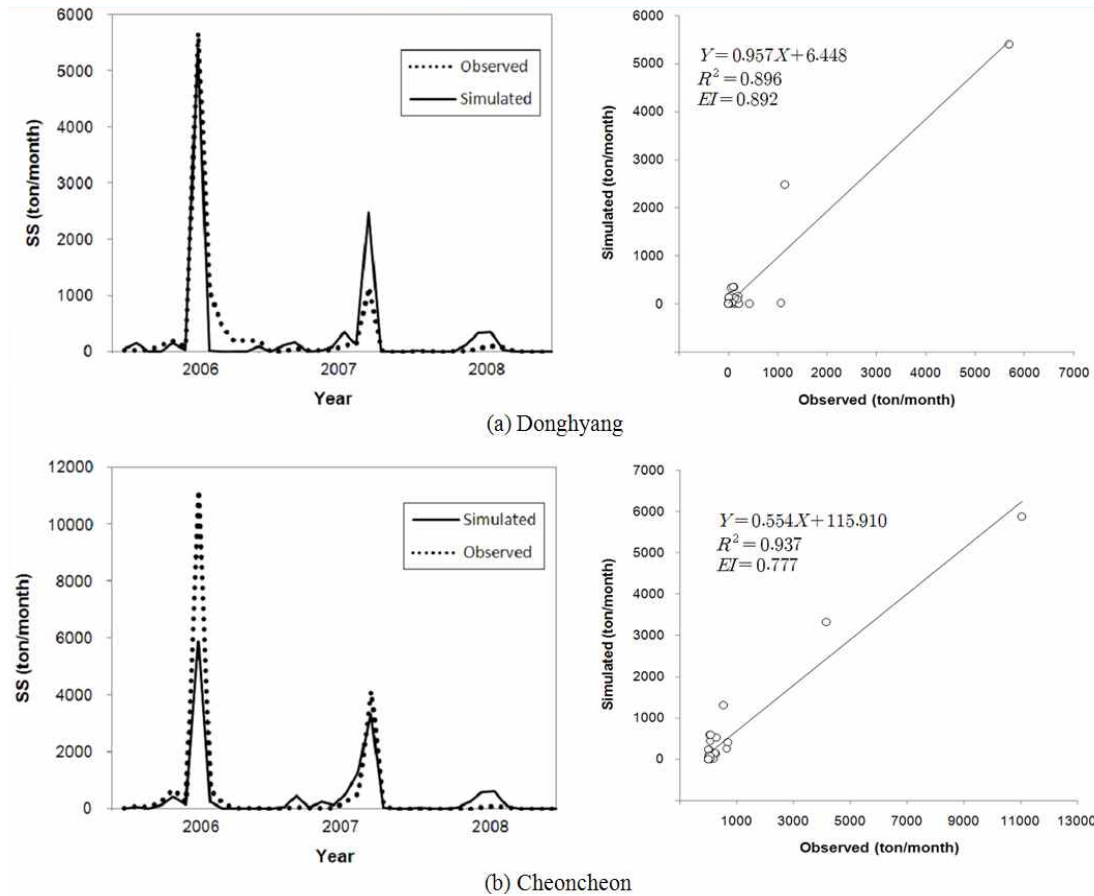 6000
5000
4000
3000
2000
1000
0
SS (ton/month)
Observed
Simulated
2006 2007 2008
Year
6000
5000
4000
3000
2000
1000
0
Simulated (ton/month)
Y = 0.957X + 6.448
R² = 0.896
EI = 0.892
0 1000 2000 3000 4000 5000 6000 7000
Observed (ton/month)
(a) Donghyang
12000
10000
8000
6000
4000
2000
0
SS (ton/month)
Simulated
Observed
2006 2007 2008
Year
7000
6000
5000
4000
3000
2000
1000
0
Simulated (ton/month)
Y = 0.554X + 115.910
R² = 0.937
EI = 0.777
1000 3000 5000 7000 9000 11000 13000
Observed (ton/month)
(b) Cheoncheon